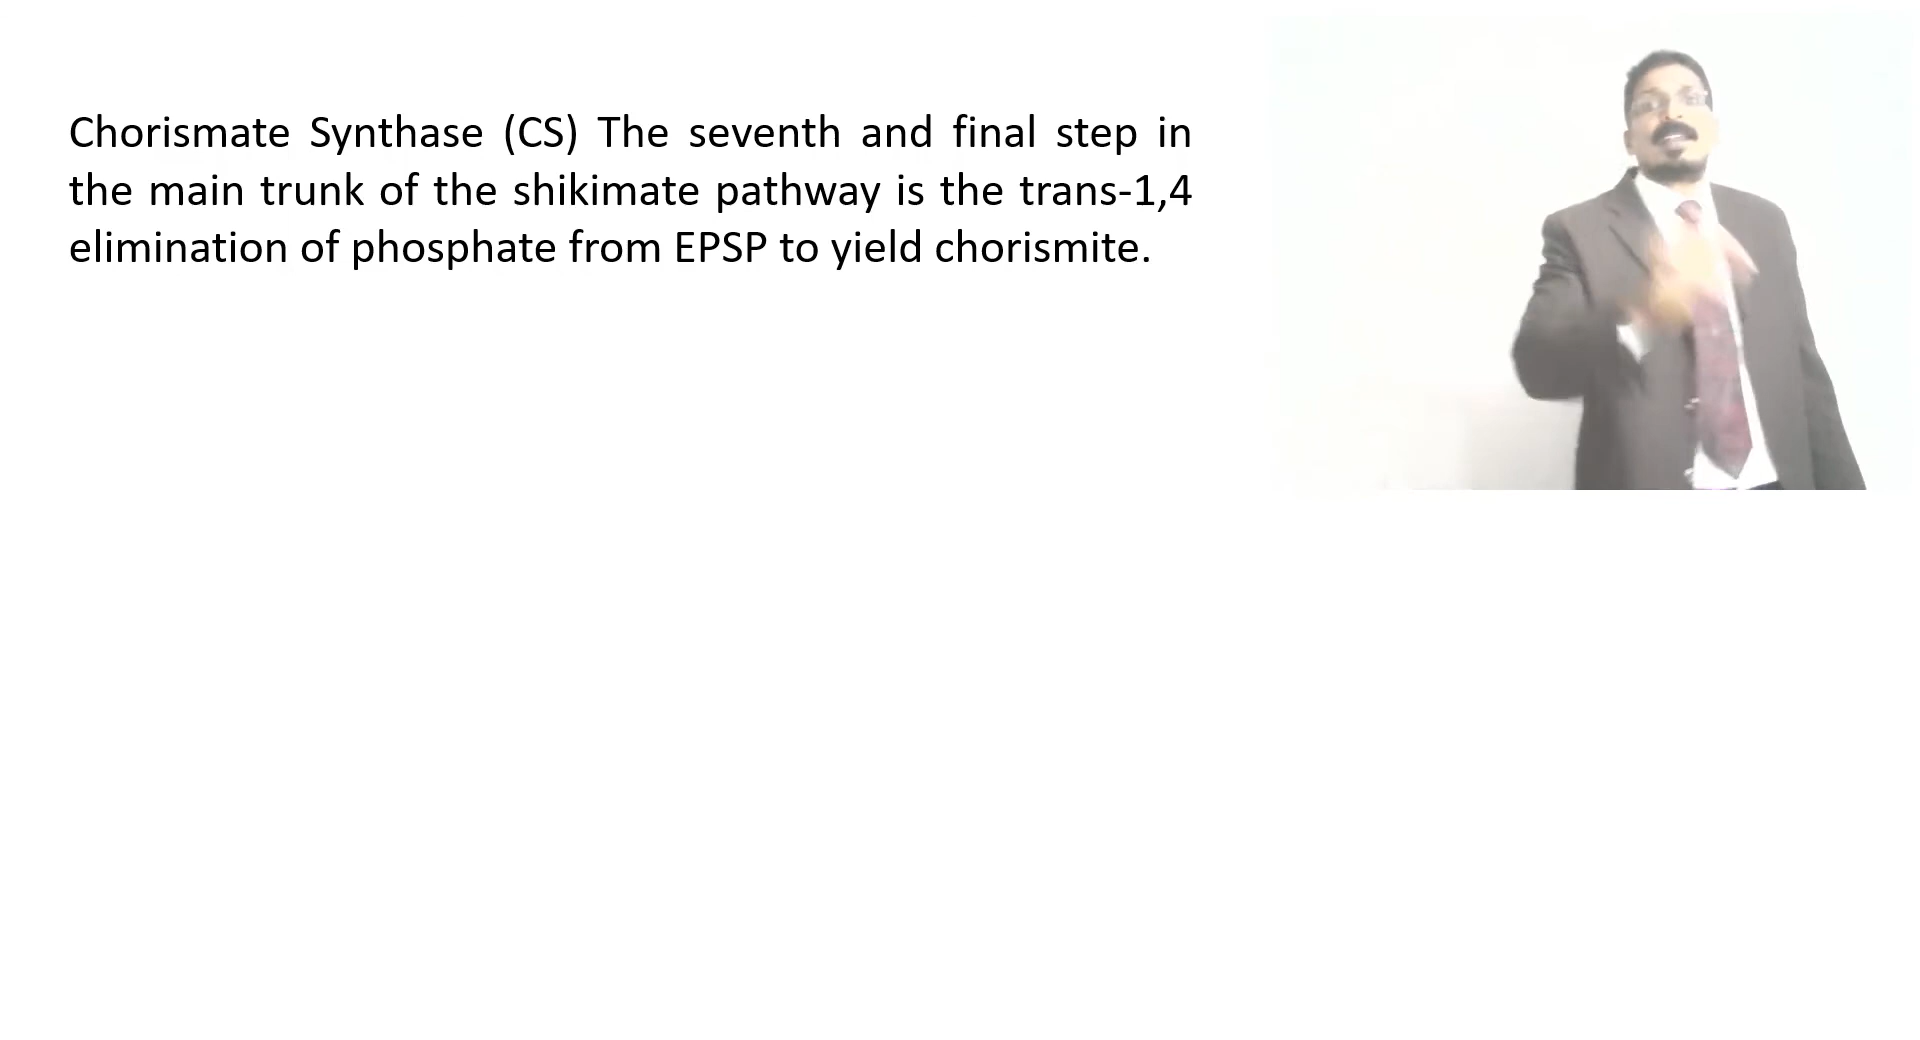 Chorismate Synthase (CS) The seventh and final step in
the main trunk of the shikimate pathway is the trans-1,4
elimination of phosphate from EPSP to yield chorismite.